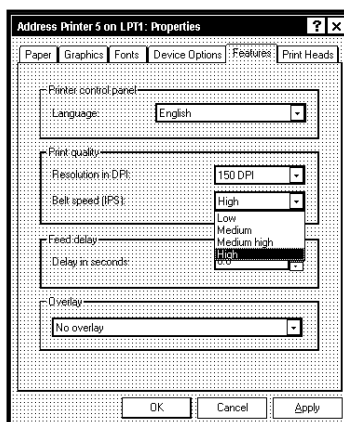 Address Printer 5 on LPT1: Properties
Paper Graphics Fonts Device Options Features Print Heads
Printer control panel
Language: English
Print quality
Resolution in DPI: 150 DPI
Belt speed (IPS): High
Low
Medium
Medium high
High
Feed delay
Delay in seconds: 0.0
Overlay
No overlay
OK Cancel Apply